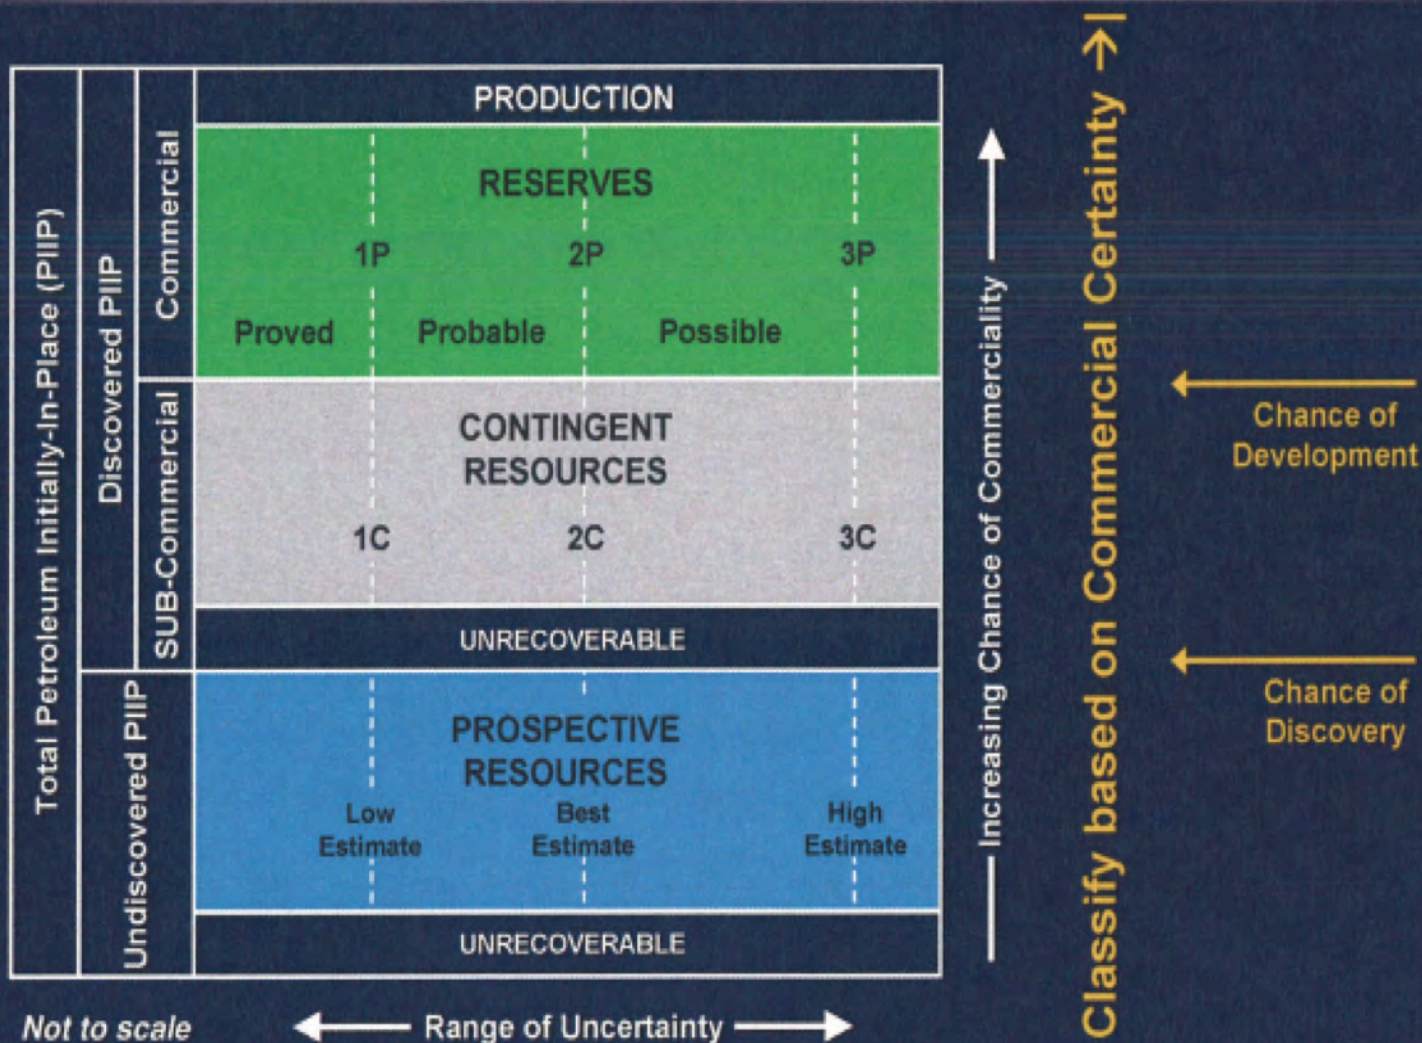 Total Petroleum Initially-In-Place (PIIP)
Discovered PIIP
Undiscovered PIIP
Commercial
SUB-Commercial
PRODUCTION
RESERVES
1P
2P
3P
Proved
Probable
Possible
CONTINGENT
RESOURCES
1C
2C
3C
UNRECOVERABLE
PROSPECTIVE
RESOURCES
Low
Estimate
Best
Estimate
High
Estimate
UNRECOVERABLE
Not to scale
Range of Uncertainty
Increasing Chance of Commerciality
Classify based on Commercial Certainty
Chance of
Development
Chance of
Discovery